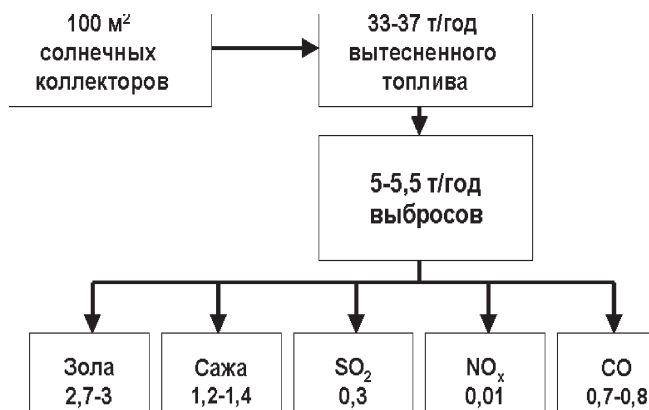 100 м²
солнечных
коллекторов
33-37 т/год
вытесненного
топлива
5-5,5 т/год
выбросов
Зола
2,7-3
Сажа
1,2-1,4
SO₂
0,3
NOₓ
0,01
CO
0,7-0,8